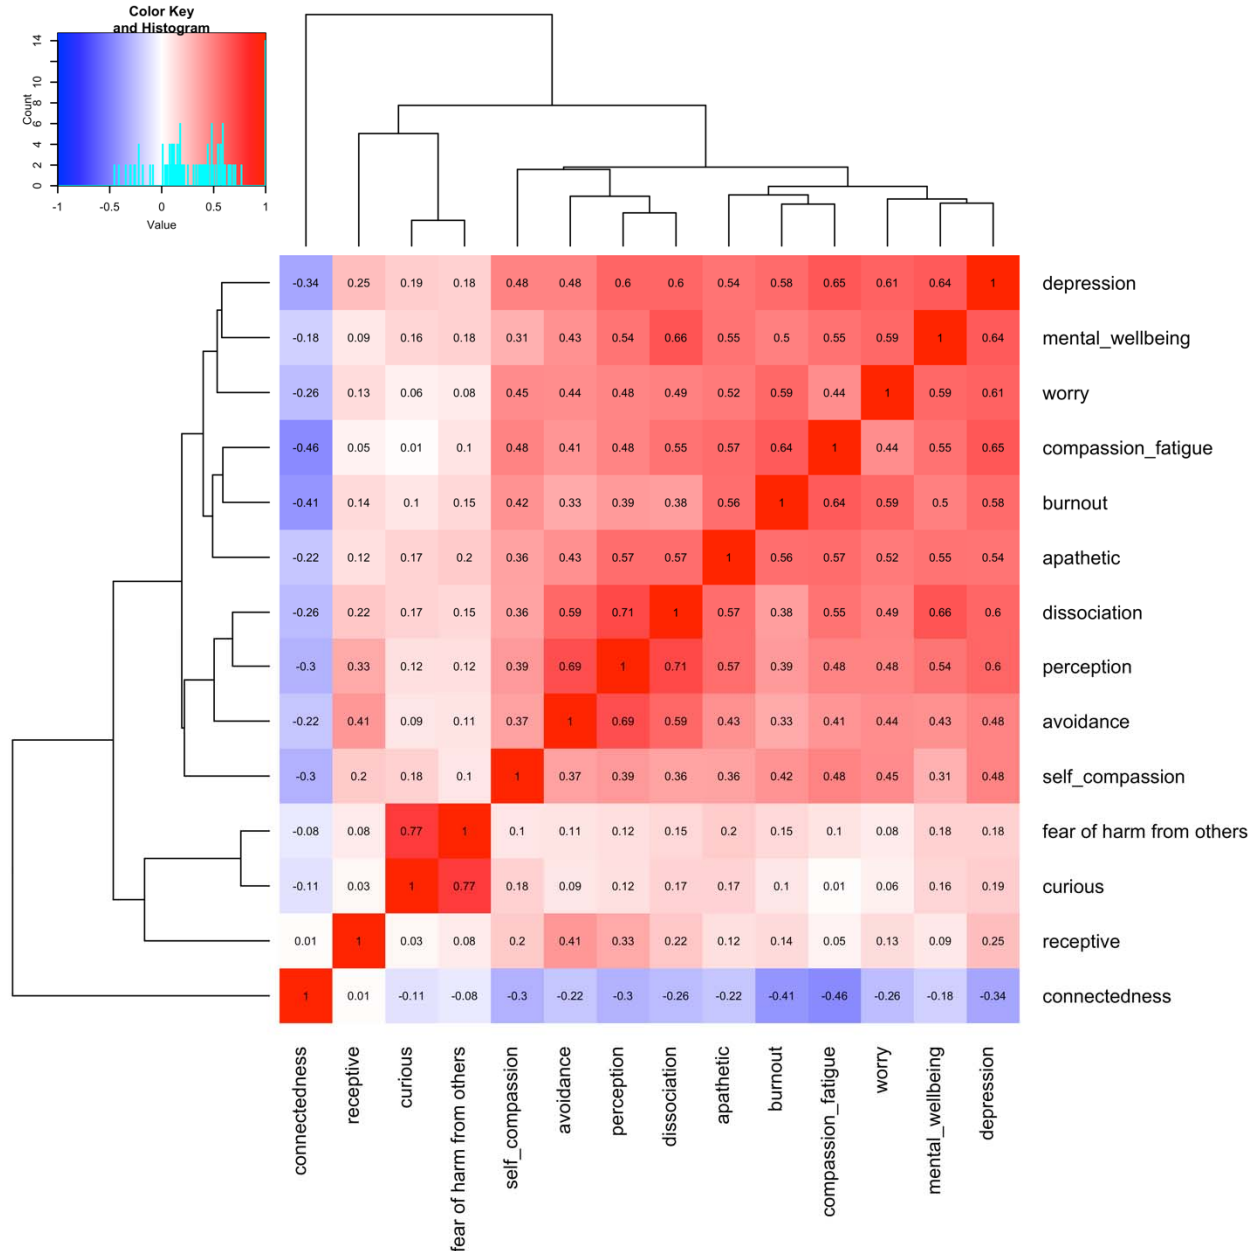 Color Key
and Histogram
Count
0 2 4 6 8 10 14
-1 -0.5 0 0.5 1
Value
-0.34 0.25 0.19 0.18 0.48 0.48 0.6 0.6 0.54 0.58 0.65 0.61 0.64 1 depression
-0.18 0.09 0.16 0.18 0.31 0.43 0.54 0.66 0.55 0.5 0.55 0.59 1 0.64 mental_wellbeing
-0.26 0.13 0.06 0.08 0.45 0.44 0.48 0.49 0.52 0.59 0.44 1 0.59 0.61 worry
-0.46 0.05 0.01 0.1 0.48 0.41 0.48 0.55 0.57 0.64 1 0.44 0.55 0.65 compassion_fatigue
-0.41 0.14 0.1 0.15 0.42 0.33 0.39 0.38 0.56 1 0.64 0.59 0.5 0.58 burnout
-0.22 0.12 0.17 0.2 0.36 0.43 0.57 0.57 1 0.56 0.57 0.52 0.55 0.54 apathetic
-0.26 0.22 0.17 0.15 0.36 0.59 0.71 1 0.57 0.38 0.55 0.49 0.66 0.6 dissociation
-0.3 0.33 0.12 0.12 0.39 0.69 1 0.71 0.57 0.39 0.48 0.48 0.54 0.6 perception
-0.22 0.41 0.09 0.11 0.37 1 0.69 0.59 0.43 0.33 0.41 0.44 0.43 0.48 avoidance
-0.3 0.2 0.18 0.1 1 0.37 0.39 0.36 0.36 0.42 0.48 0.45 0.31 0.48 self_compassion
-0.08 0.08 0.77 1 0.1 0.11 0.12 0.15 0.2 0.15 0.1 0.08 0.18 0.18 fear of harm from others
-0.11 0.03 1 0.77 0.18 0.09 0.12 0.17 0.17 0.1 0.01 0.06 0.16 0.19 curious
0.01 1 0.03 0.08 0.2 0.41 0.33 0.22 0.12 0.14 0.05 0.13 0.09 0.25 receptive
1 0.01 -0.11 -0.08 -0.3 -0.22 -0.3 -0.26 -0.22 -0.41 -0.46 -0.26 -0.18 -0.34 connectedness
connectedness
receptive
curious
fear of harm from others
self_compassion
avoidance
perception
dissociation
apathetic
burnout
compassion_fatigue
worry
mental_wellbeing
depression